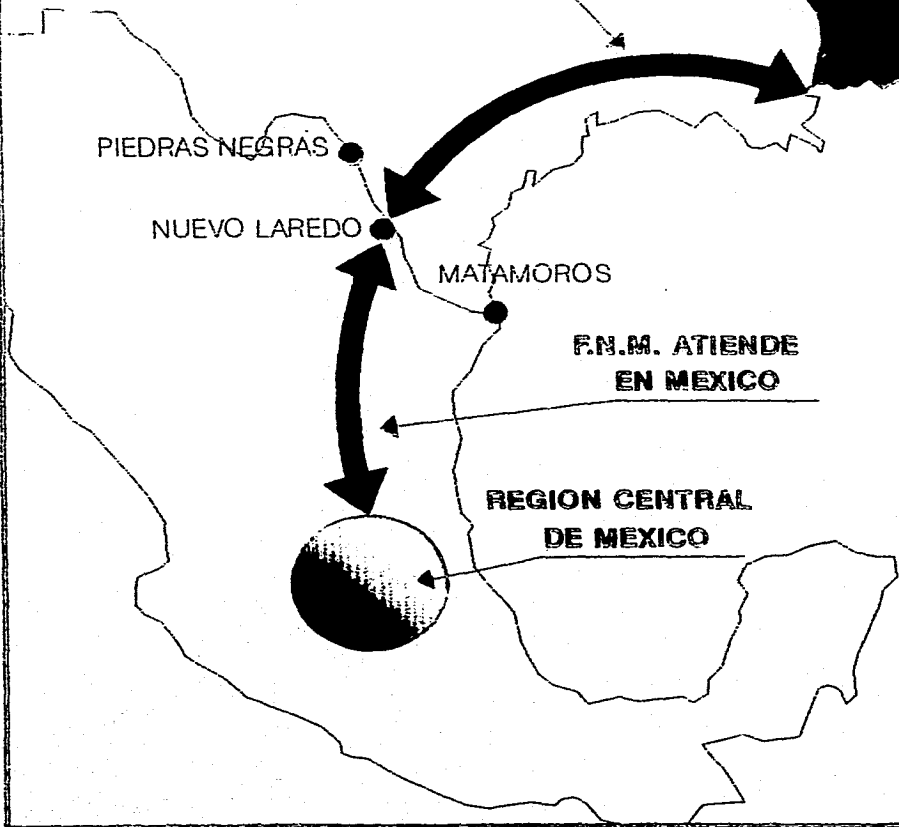 PIEDRAS NEGRAS
NUEVO LAREDO
MATAMOROS
F.N.M. ATIENDE
EN MEXICO
REGION CENTRAL
DE MEXICO